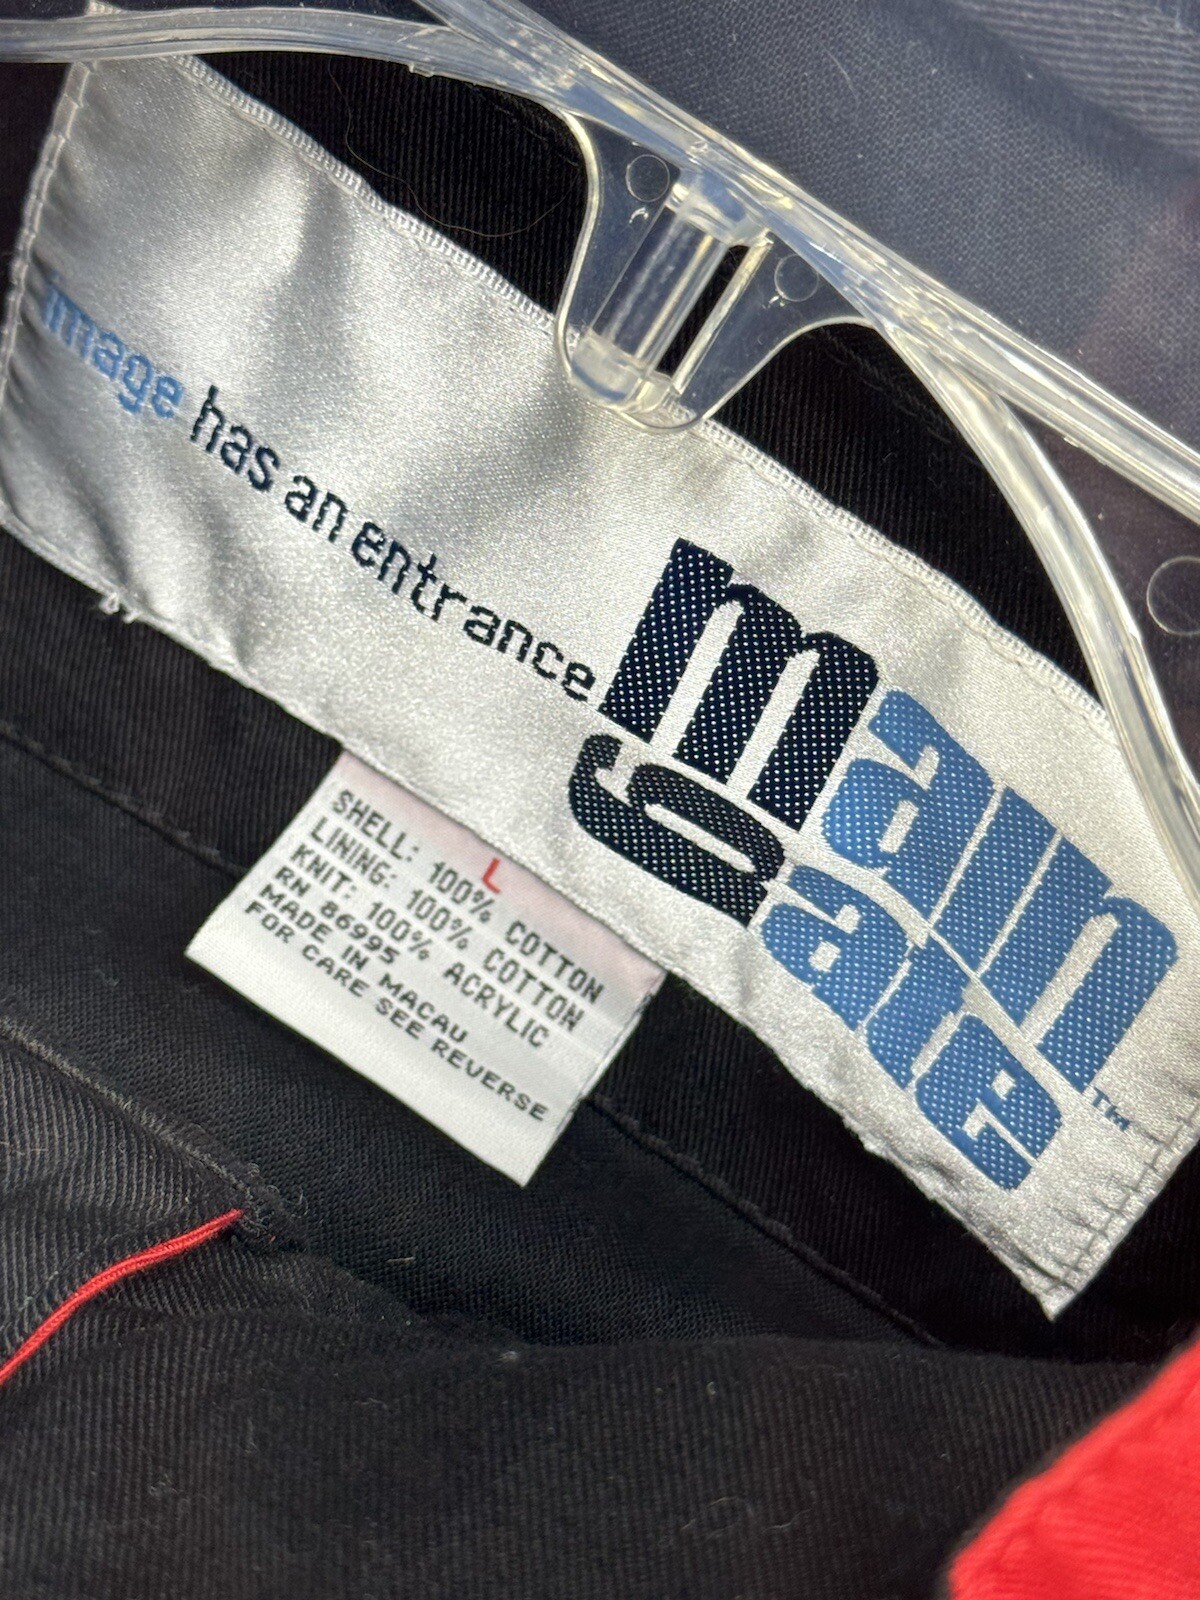 image has an entrance
main
gate
TM
L
SHELL: 100% COTTON
LINING: 100% COTTON
KNIT: 100% ACRYLIC
RN 86995
MADE IN MACAU
FOR CARE SEE REVERSE